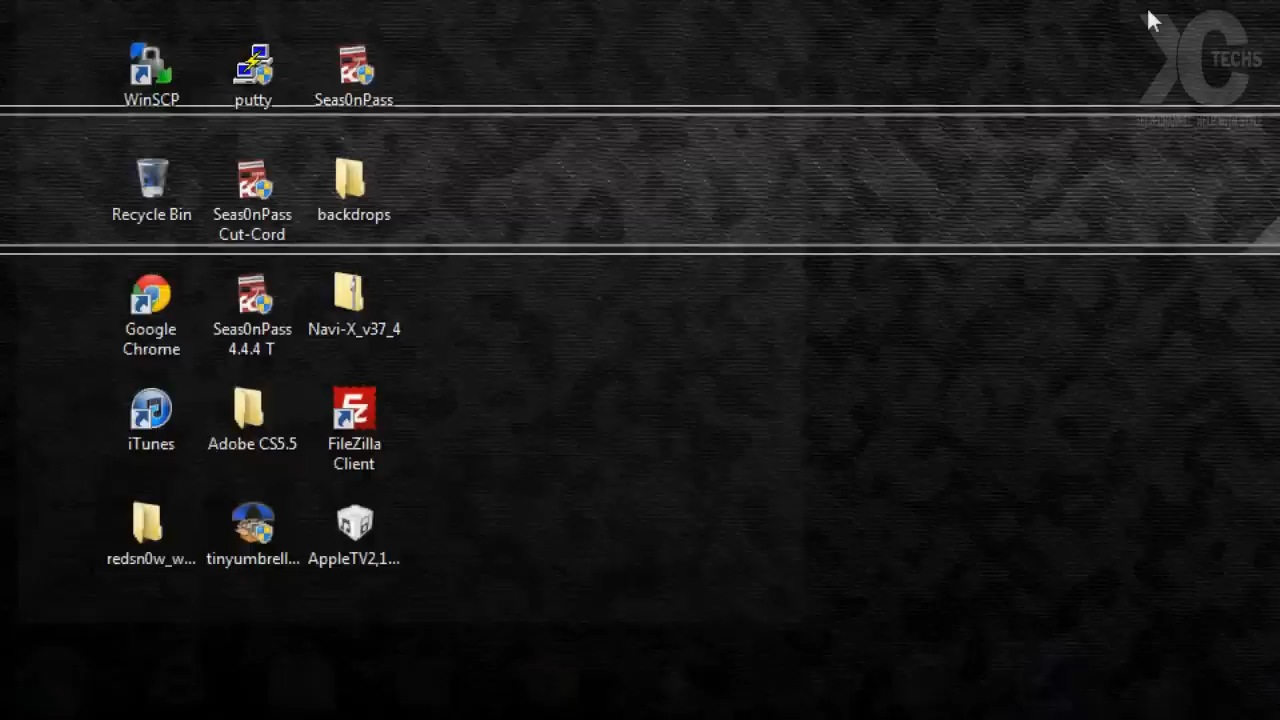 XC
TECHS
WinSCP
putty
Seas0nPass
Recycle Bin
Seas0nPass
Cut-Cord
backdrops
Google
Chrome
Seas0nPass
4.4.4 T
Navi-X_v37_4
iTunes
Adobe CS5.5
FileZilla
Client
redsn0w_w...
tinyumbrell...
AppleTV2,1...